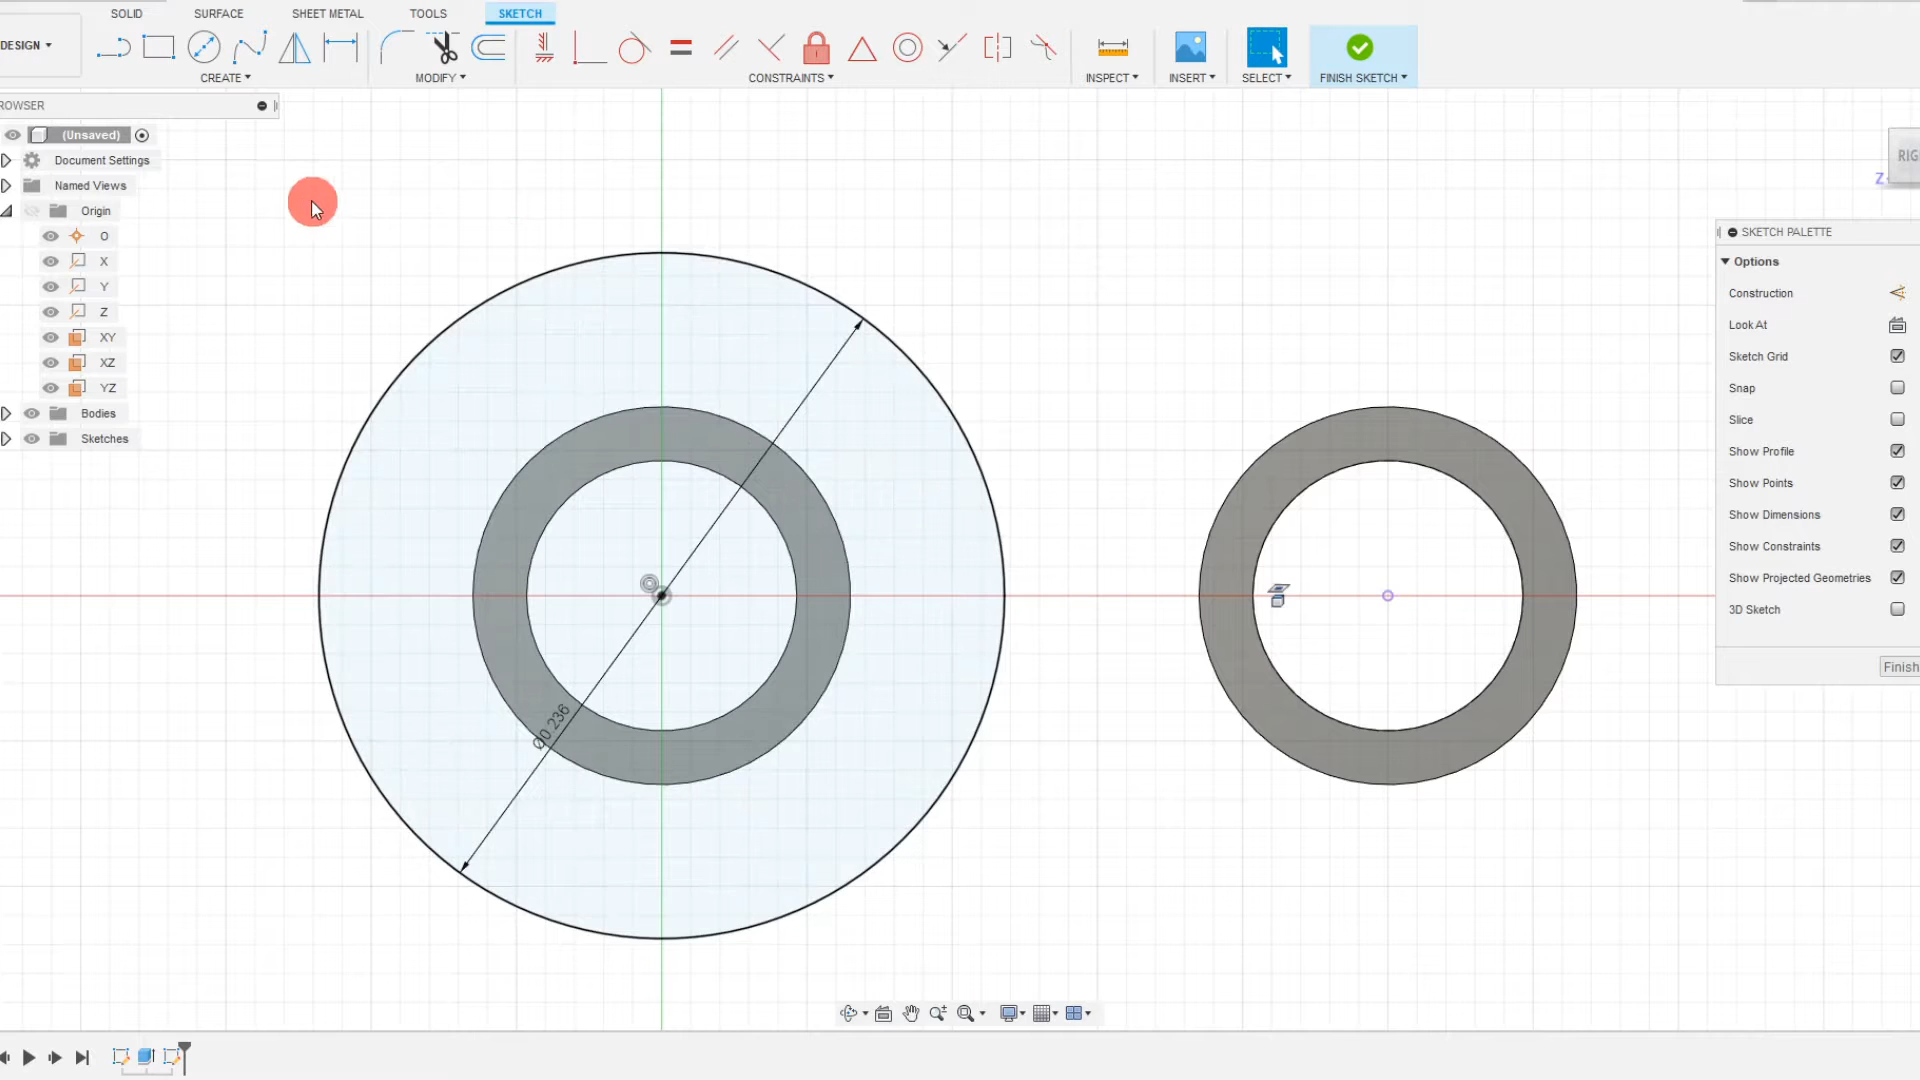 SOLID SURFACE SHEET METAL TOOLS SKETCH
DESIGN
CREATE MODIFY CONSTRAINTS INSPECT INSERT SELECT FINISH SKETCH
ROWSER
(Unsaved)
Document Settings
Named Views
Origin
O
X
Y
Z
XY
XZ
YZ
Bodies
Sketches
Ø0.236
RIG
Z
SKETCH PALETTE
Options
Construction
Look At
Sketch Grid
Snap
Slice
Show Profile
Show Points
Show Dimensions
Show Constraints
Show Projected Geometries
3D Sketch
Finish